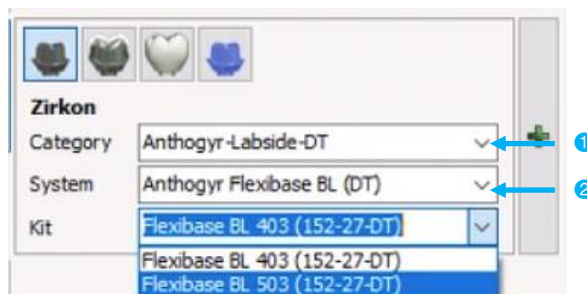 Zirkon
Category Anthogyr-Labside-DT 1
System Anthogyr Flexibase BL (DT) 2
Kit Flexibase BL 403 (152-27-DT)
Flexibase BL 403 (152-27-DT)
Flexibase BL 503 (152-27-DT)